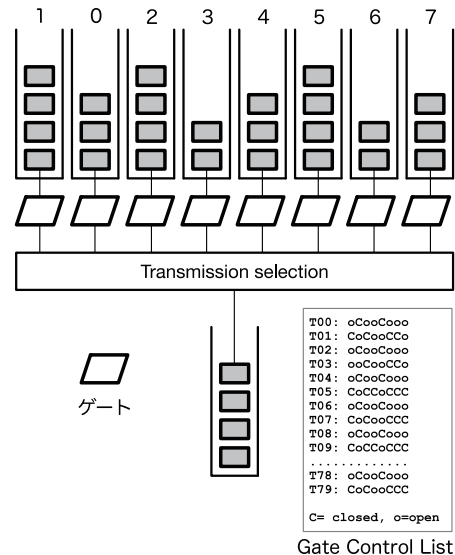 1 0 2 3 4 5 6 7
Transmission selection
ゲート
T00: oCooCooo
T01: CoCooCCo
T02: oCooCooo
T03: ooCooCCo
T04: oCooCooo
T05: CoCCoCCC
T06: oCooCooo
T07: CoCooCCC
T08: oCooCooo
T09: CoCCoCCC
. . . . . . . . . . . . .
T78: oCooCooo
T79: CoCooCCC
C= closed, o=open
Gate Control List